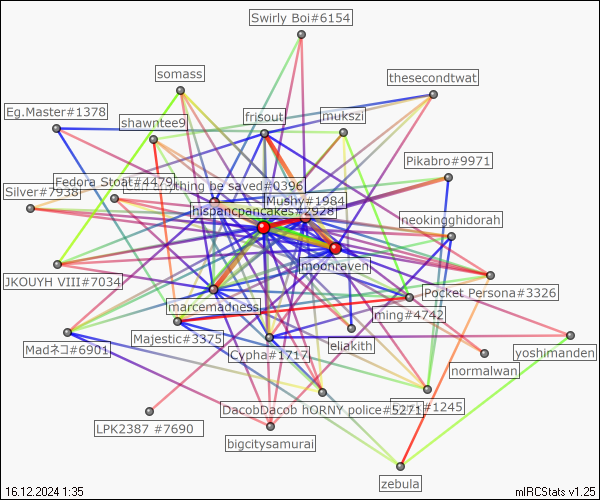 Swirly Boi#6154
somass
thesecondtwat
Eg.Master#1378
shawntee9
frisout
mukszi
Pikabro#9971
Fedora Stoat#4479
thing be saved#0396
Silver#7938
Mushy#1984
hispancpancakes#2928
neokingghidorah
moonraven
JKOUYH VIII#7034
Pocket Persona#3326
marcemadness
ming#4742
Majestic#3375
eliakith
yoshimanden
Madネコ#6901
Cypha#1717
normalwan
DacobDacob hORNY police#5271
#1245
LPK2387 #7690
bigcitysamurai
zebula
16.12.2024 1:35
mIRCStats v1.25